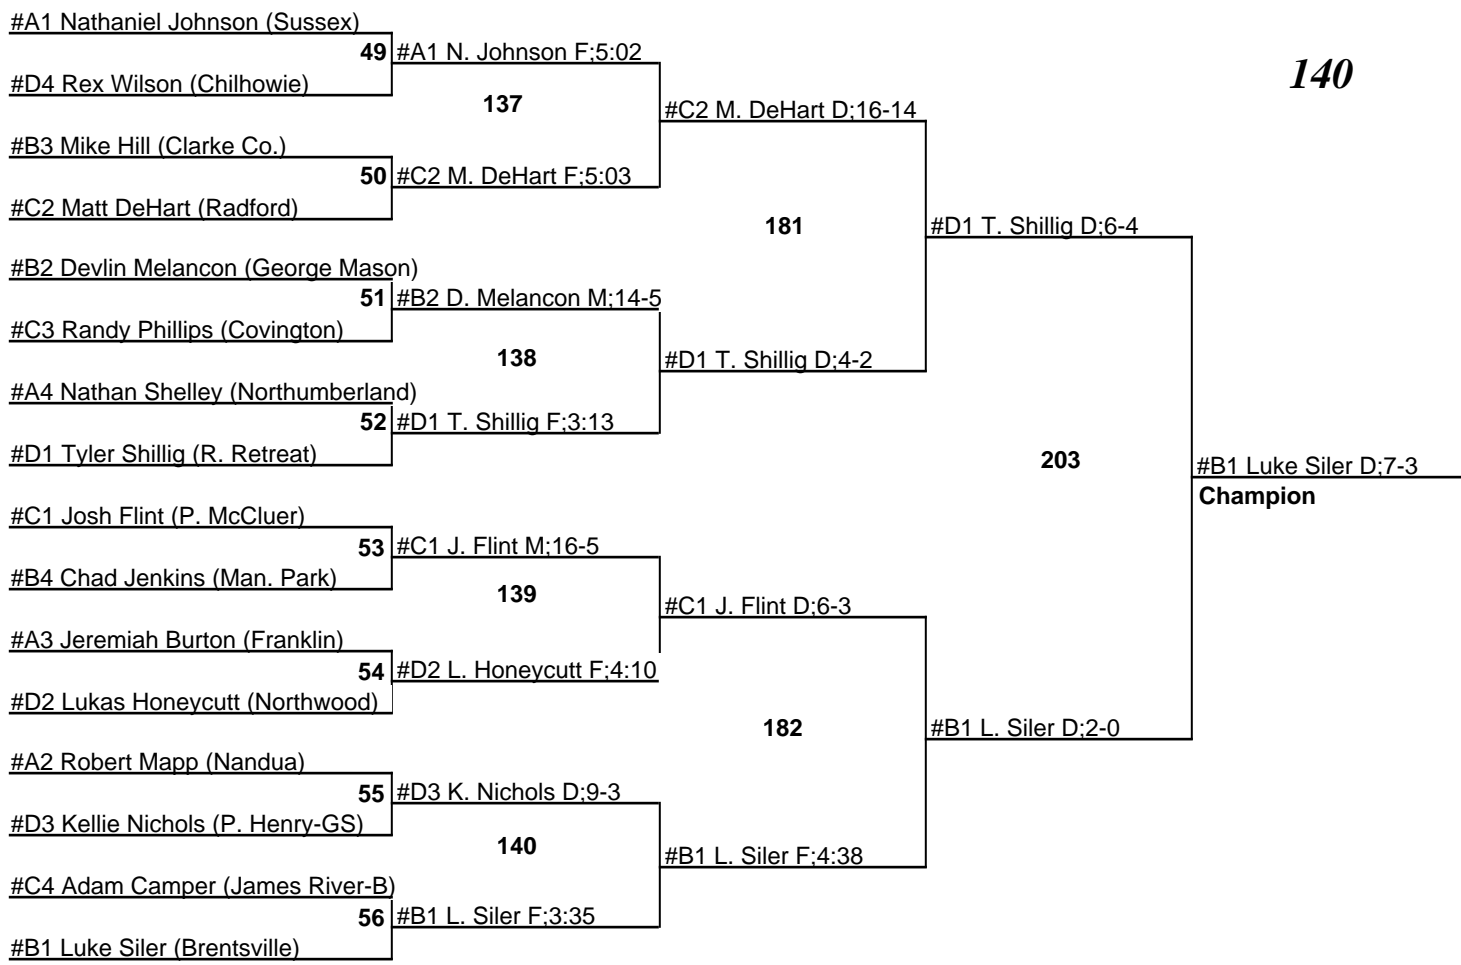 #A1 Nathaniel Johnson (Sussex)
49 #A1 N. Johnson F;5:02
#D4 Rex Wilson (Chilhowie)
140
137
#C2 M. DeHart D;16-14
#B3 Mike Hill (Clarke Co.)
50 #C2 M. DeHart F;5:03
#C2 Matt DeHart (Radford)
181
#D1 T. Shillig D;6-4
#B2 Devlin Melancon (George Mason)
51 #B2 D. Melancon M;14-5
#C3 Randy Phillips (Covington)
138
#D1 T. Shillig D;4-2
#A4 Nathan Shelley (Northumberland)
52 #D1 T. Shillig F;3:13
#D1 Tyler Shillig (R. Retreat)
203
#B1 Luke Siler D;7-3
Champion
#C1 Josh Flint (P. McCluer)
53 #C1 J. Flint M;16-5
#B4 Chad Jenkins (Man. Park)
139
#C1 J. Flint D;6-3
#A3 Jeremiah Burton (Franklin)
54 #D2 L. Honeycutt F;4:10
#D2 Lukas Honeycutt (Northwood)
182
#B1 L. Siler D;2-0
#A2 Robert Mapp (Nandua)
55 #D3 K. Nichols D;9-3
#D3 Kellie Nichols (P. Henry-GS)
140
#B1 L. Siler F;4:38
#C4 Adam Camper (James River-B)
56 #B1 L. Siler F;3:35
#B1 Luke Siler (Brentsville)